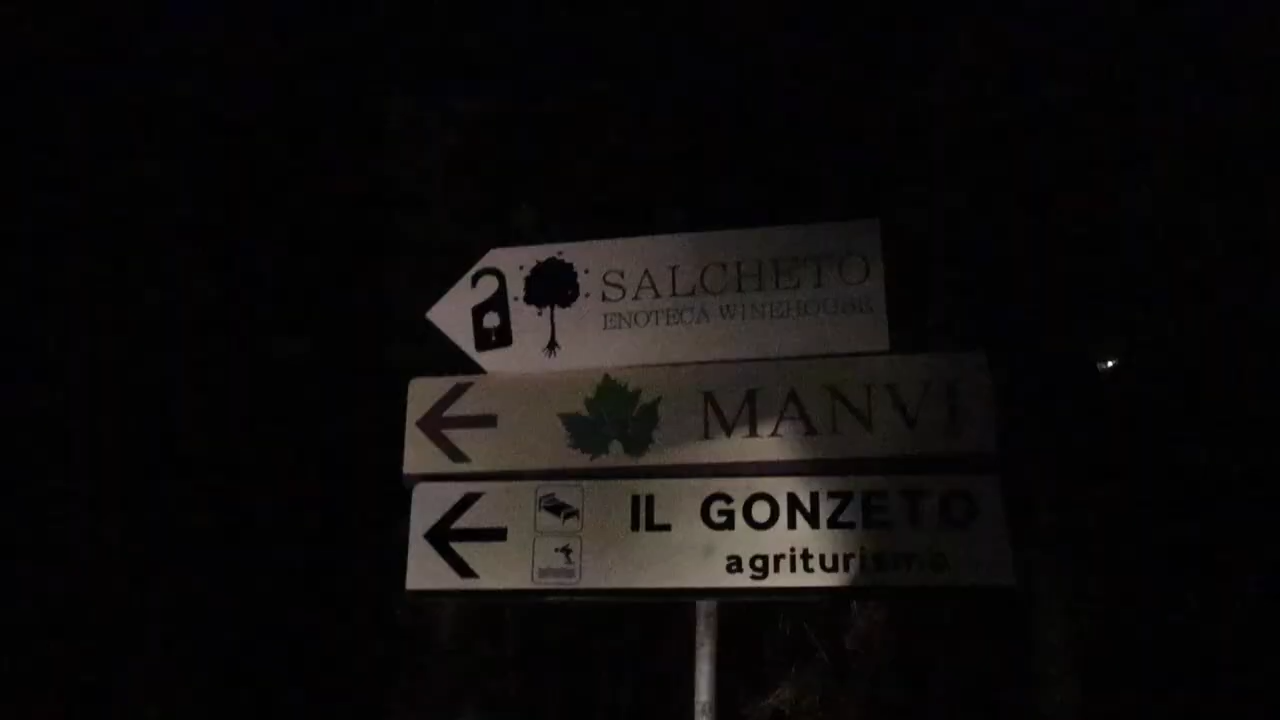 SALCHETO
ENOTECA WINEHOUSE
MANVI
IL GONZETO
agriturismo